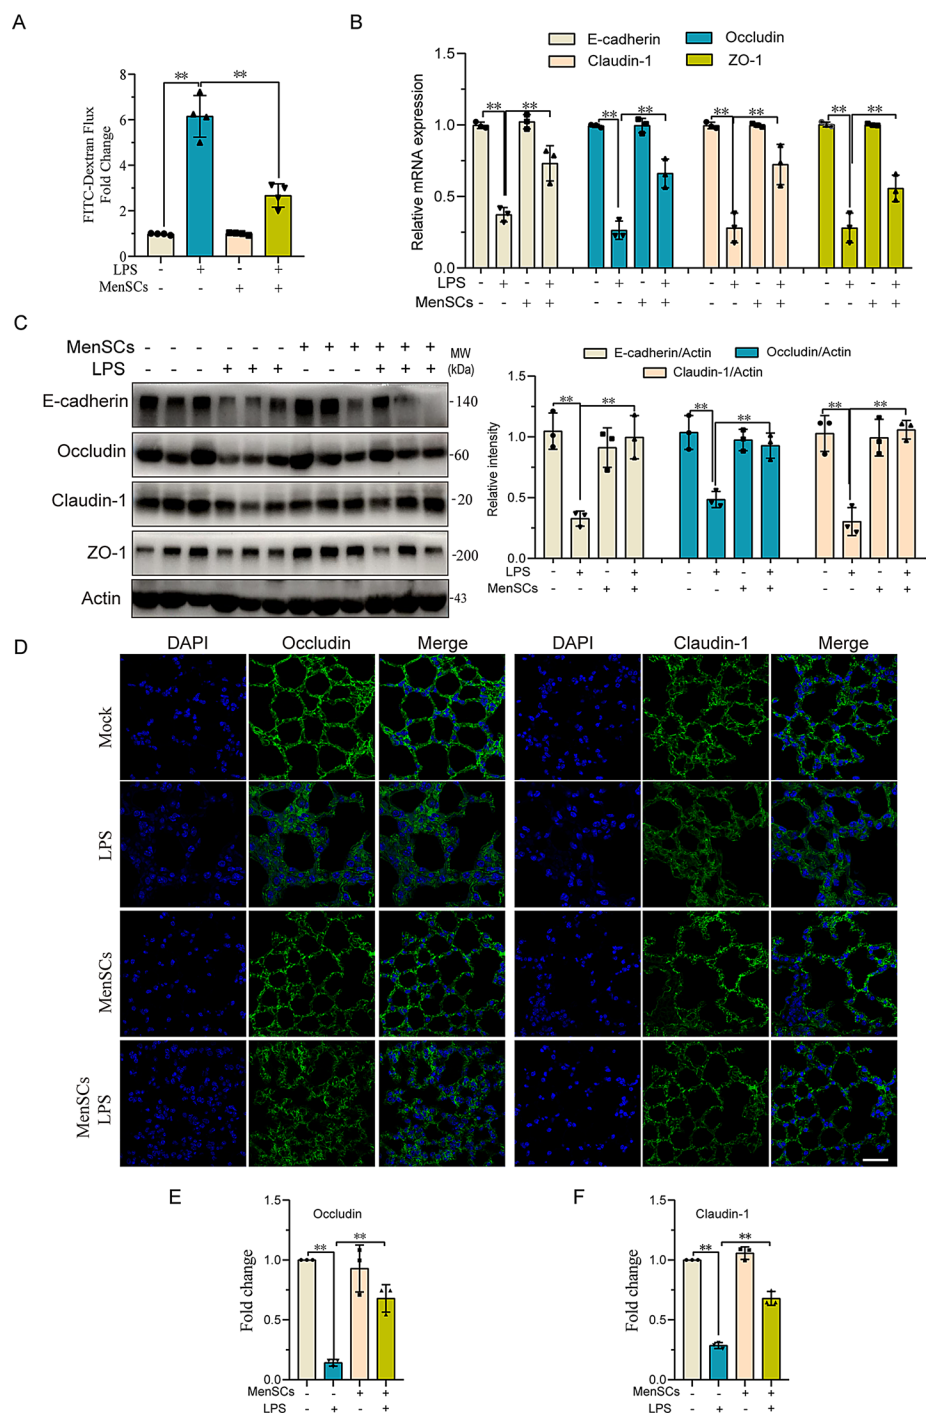 A
FITC-Dextran Flux
Fold Change
8
6
4
2
0
** **
LPS - + - +
MenSCs - - + +
B
E-cadherin Occludin
Claudin-1 ZO-1
Relative mRNA expression
1.5
1.0
0.5
0.0
** ** ** ** ** ** ** **
LPS - + - + - + - + - + - + - + - +
MenSCs - - + + - - + + - - + + - - + +
C
MenSCs - - - - - - + + + + + + MW
LPS - - - + + + - - - + + + (kDa)
E-cadherin -140
Occludin -60
Claudin-1 -20
ZO-1 -200
Actin -43
E-cadherin/Actin Occludin/Actin
Claudin-1/Actin
Relative intensity
1.5
1.0
0.5
0.0
** ** ** ** ** **
LPS - + - + - + - + - + - +
MenSCs - - + + - - + + - - + +
D
DAPI Occludin Merge DAPI Claudin-1 Merge
Mock
LPS
MenSCs
MenSCs
LPS
E
Occludin
Fold change
1.5
1.0
0.5
0.0
** **
MenSCs - - + +
LPS - + - +
F
Claudin-1
Fold change
1.5
1.0
0.5
0.0
** **
MenSCs - - + +
LPS - + - +